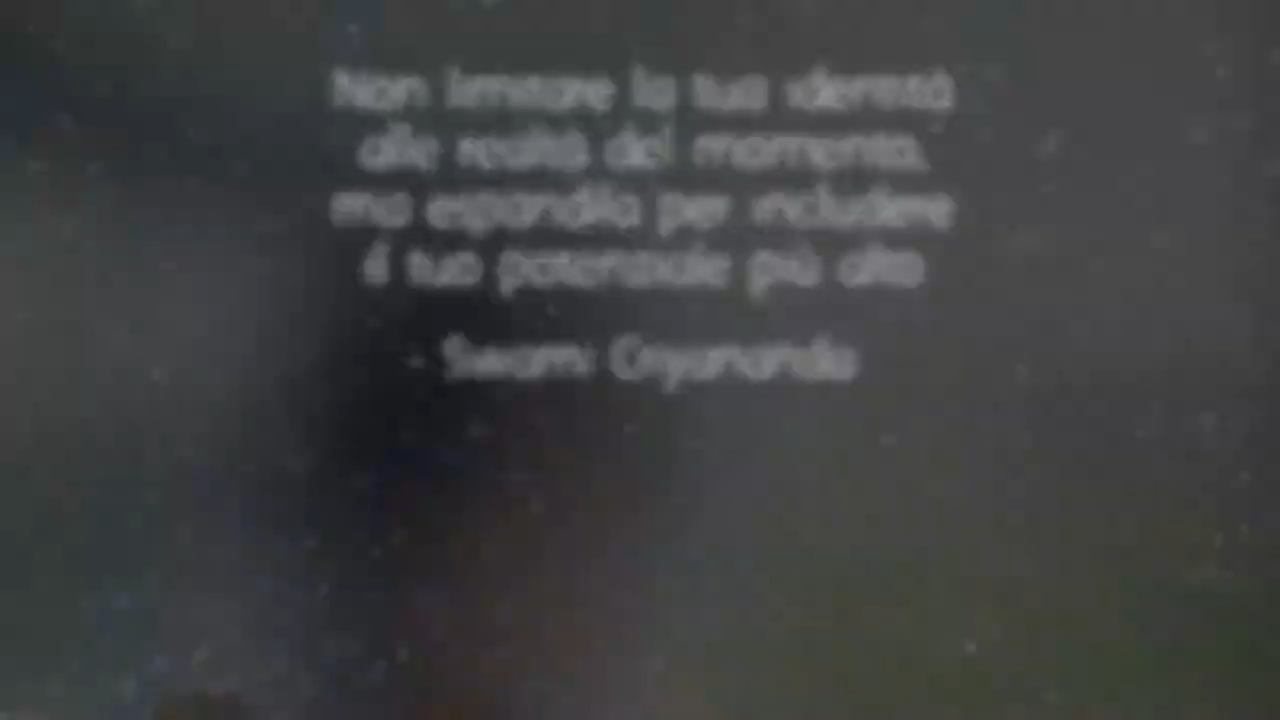 Non limitare la tua identità
alle realtà del momento,
ma espandila per includere
il tuo potenziale più alto
- Swami Criyananda